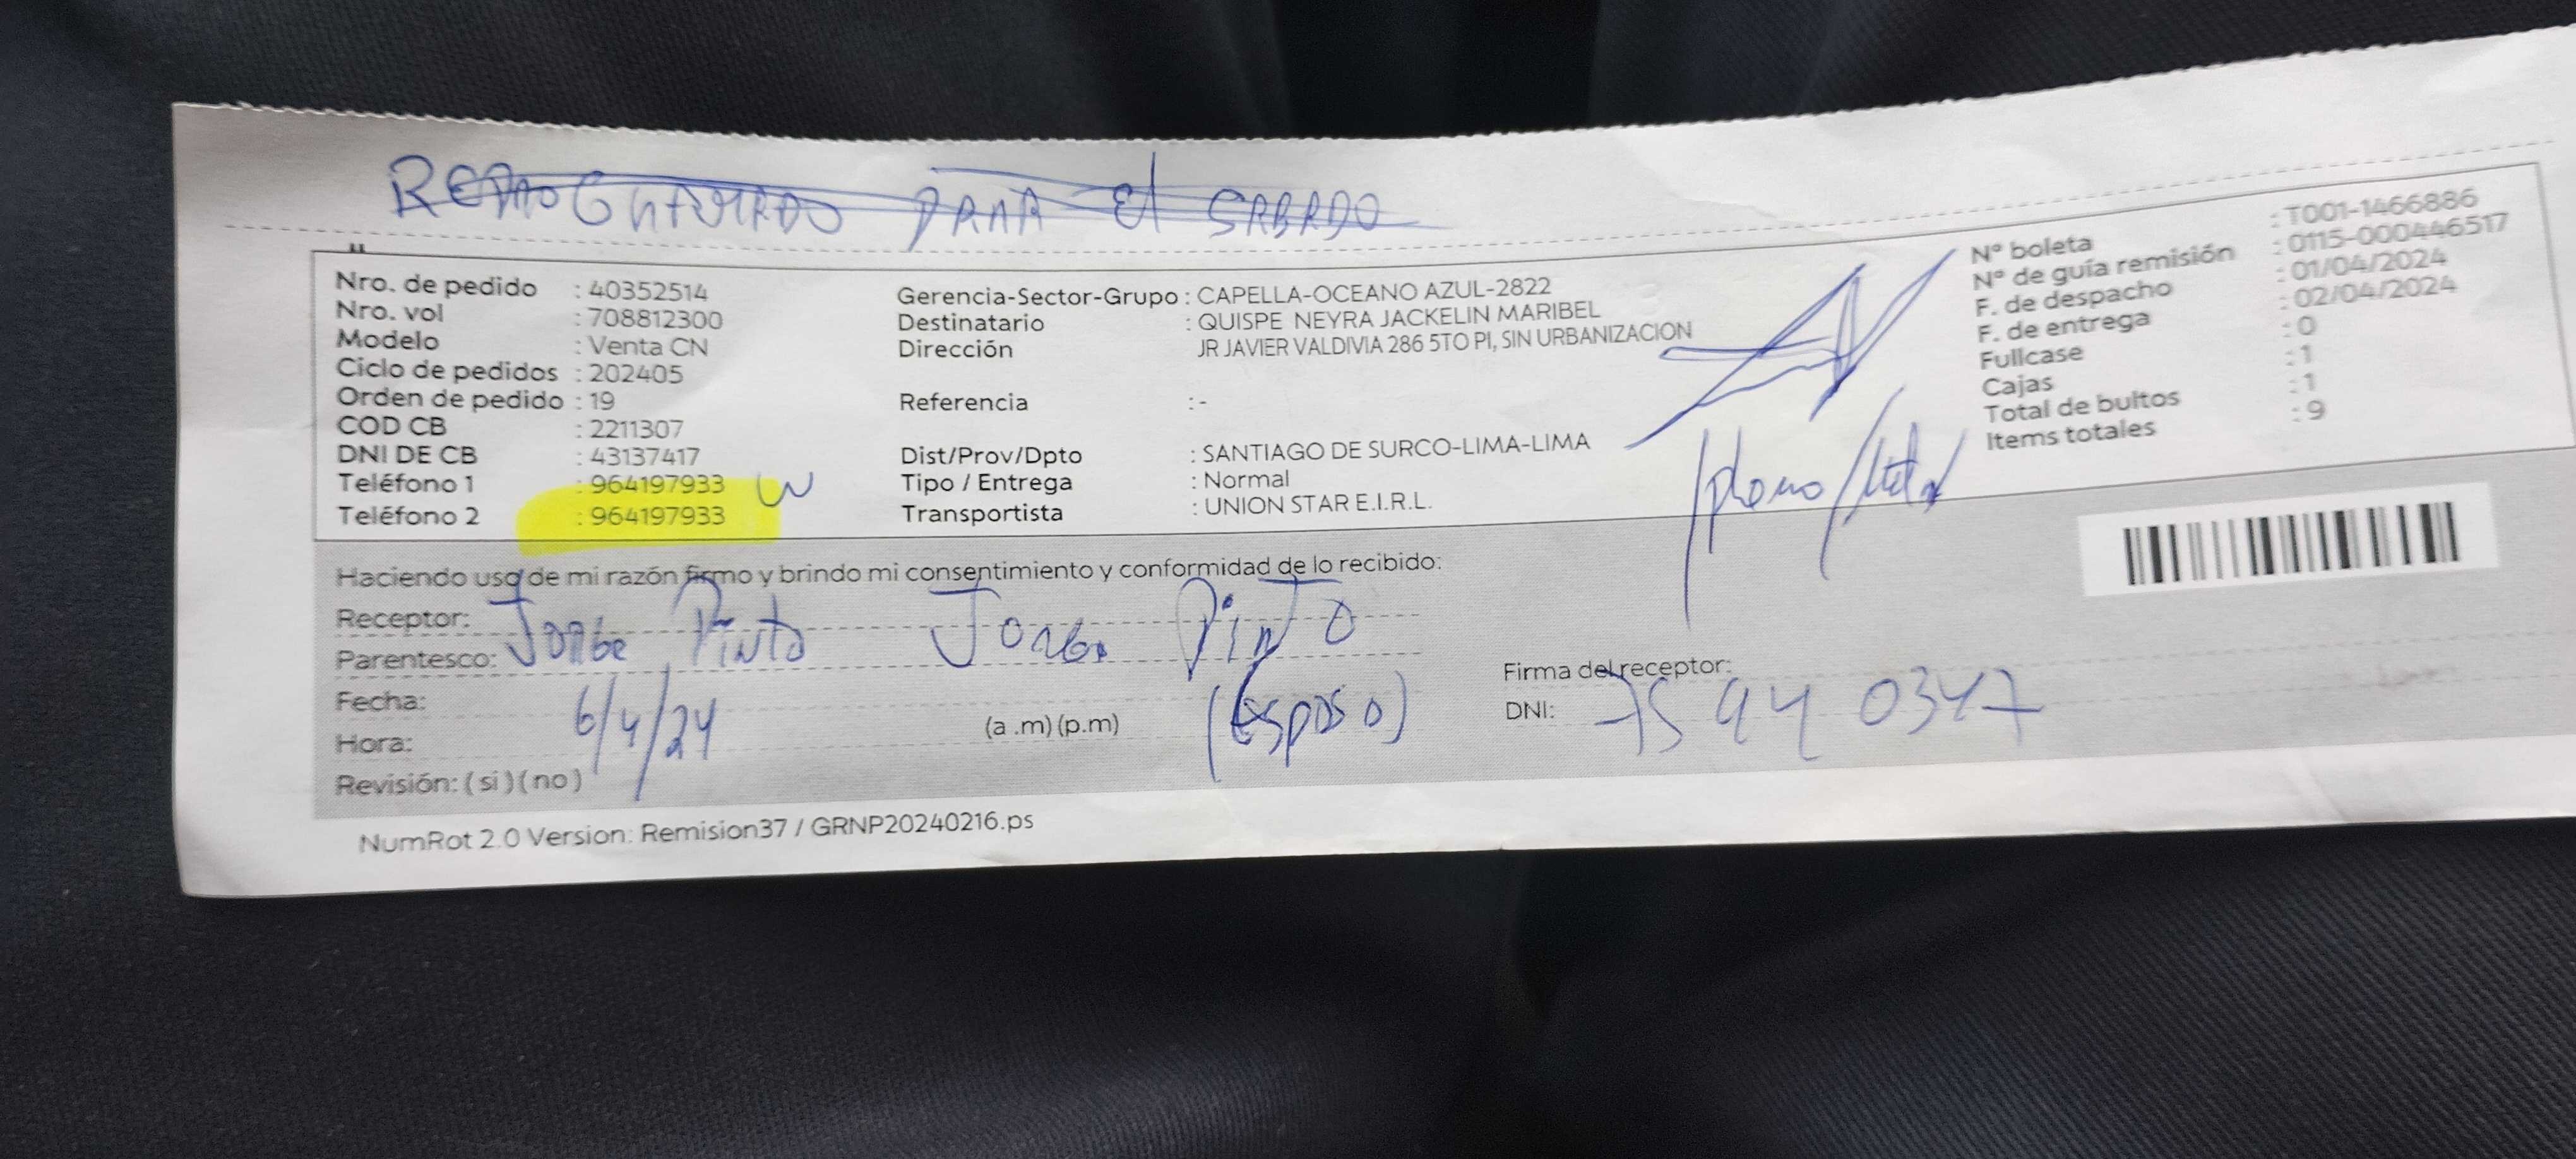 REPROGRAMADO PARA El SABADO
Nro. de pedido : 40352514
Nro. vol : 708812300
Modelo : Venta CN
Ciclo de pedidos : 202405
Orden de pedido : 19
COD CB : 2211307
DNI DE CB : 43137417
Teléfono 1 : 964197933
Teléfono 2 : 964197933
Gerencia-Sector-Grupo : CAPELLA-OCEANO AZUL-2822
Destinatario : QUISPE NEYRA JACKELIN MARIBEL
Dirección JR JAVIER VALDIVIA 286 5TO PI, SIN URBANIZACION
Referencia : -
Dist/Prov/Dpto : SANTIAGO DE SURCO-LIMA-LIMA
Tipo / Entrega : Normal
Transportista : UNION STAR E.I.R.L.
N° boleta : T001-1466886
N° de guía remisión : 0115-000446517
F. de despacho : 01/04/2024
F. de entrega : 02/04/2024
Fullcase : 0
Cajas : 1
Total de bultos : 1
Items totales : 9
Haciendo uso de mi razón firmo y brindo mi consentimiento y conformidad de lo recibido:
Receptor: Jorge Pinto Jorge Pinto
Parentesco: (Esposo)
Fecha: 6/4/24
Hora: (a .m) (p.m)
Revisión: ( si ) ( no )
Firma del receptor:
DNI: 75940347
NumRot 2.0 Version: Remision37 / GRNP20240216.ps